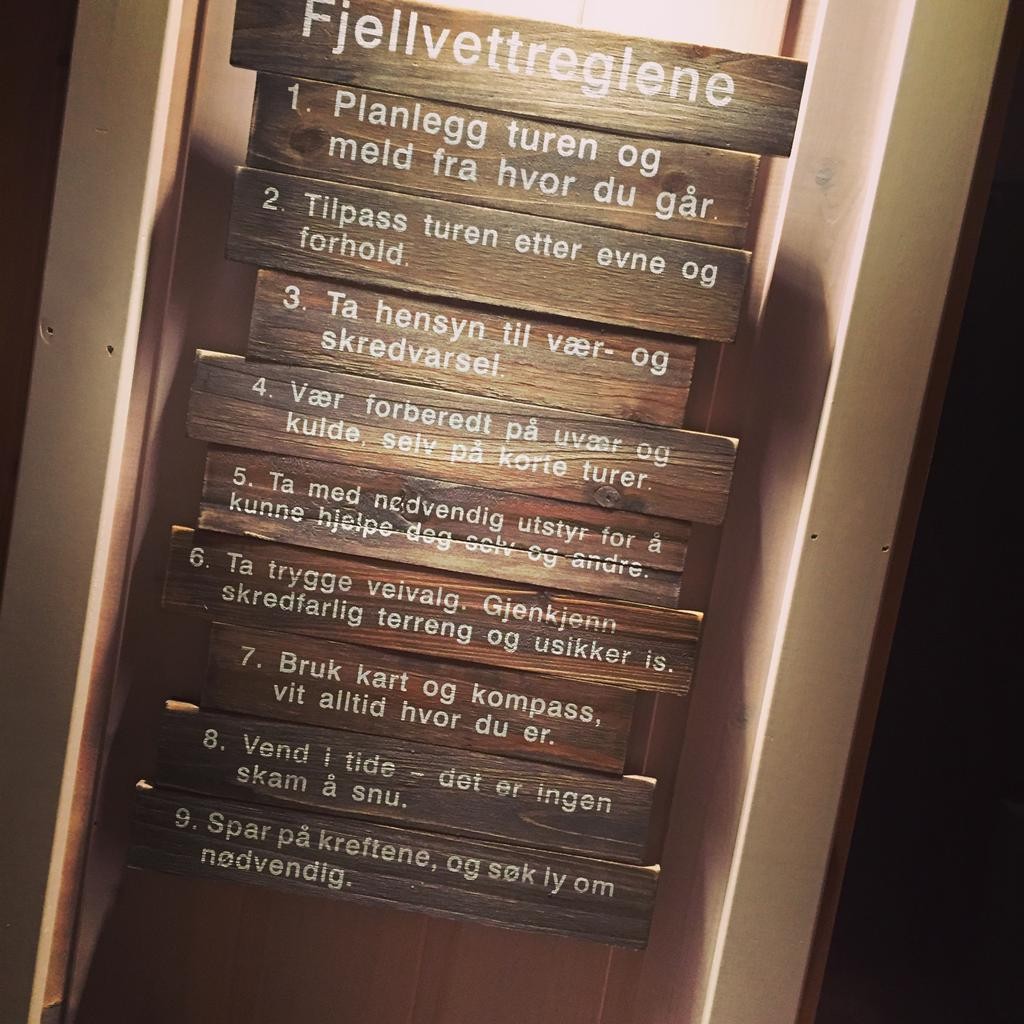 Fjellvettreglene
1. Planlegg turen og
meld fra hvor du går.
2. Tilpass turen etter evne og
forhold.
3. Ta hensyn til vær- og
skredvarsel.
4. Vær forberedt på uvær og
kulde, selv på korte turer.
5. Ta med nødvendig utstyr for å
kunne hjelpe deg selv og andre.
6. Ta trygge veivalg. Gjenkjenn
skredfarlig terreng og usikker is.
7. Bruk kart og kompass,
vit alltid hvor du er.
8. Vend i tide – det er ingen
skam å snu.
9. Spar på kreftene, og søk ly om
nødvendig.